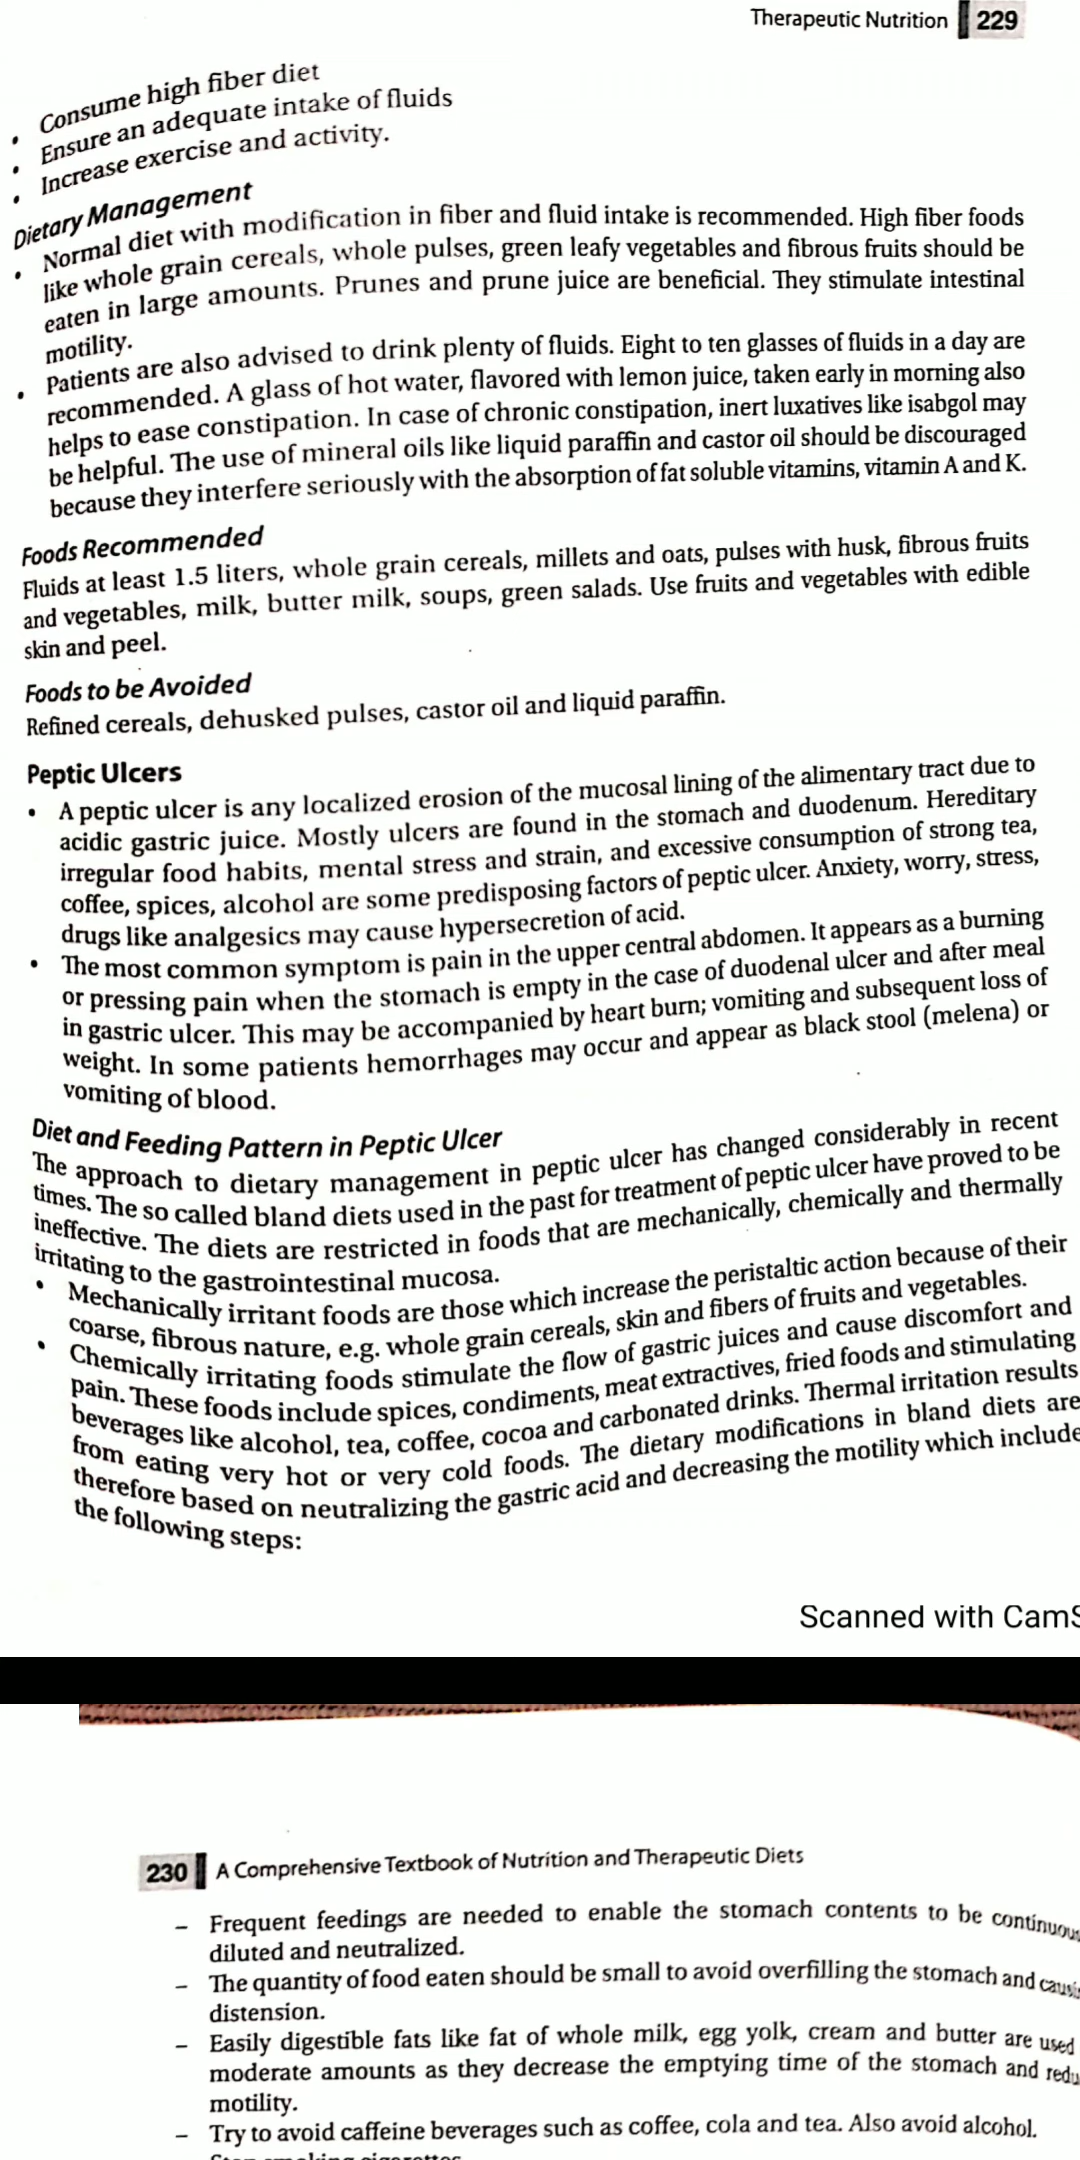 Therapeutic Nutrition 229
• Consume high fiber diet
• Ensure an adequate intake of fluids
• Increase exercise and activity.
Dietary Management
• Normal diet with modification in fiber and fluid intake is recommended. High fiber foods
like whole grain cereals, whole pulses, green leafy vegetables and fibrous fruits should be
eaten in large amounts. Prunes and prune juice are beneficial. They stimulate intestinal
motility.
• Patients are also advised to drink plenty of fluids. Eight to ten glasses of fluids in a day are
recommended. A glass of hot water, flavored with lemon juice, taken early in morning also
helps to ease constipation. In case of chronic constipation, inert luxatives like isabgol may
be helpful. The use of mineral oils like liquid paraffin and castor oil should be discouraged
because they interfere seriously with the absorption of fat soluble vitamins, vitamin A and K.
Foods Recommended
Fluids at least 1.5 liters, whole grain cereals, millets and oats, pulses with husk, fibrous fruits
and vegetables, milk, butter milk, soups, green salads. Use fruits and vegetables with edible
skin and peel.
Foods to be Avoided
Refined cereals, dehusked pulses, castor oil and liquid paraffin.
Peptic Ulcers
• A peptic ulcer is any localized erosion of the mucosal lining of the alimentary tract due to
acidic gastric juice. Mostly ulcers are found in the stomach and duodenum. Hereditary
irregular food habits, mental stress and strain, and excessive consumption of strong tea,
coffee, spices, alcohol are some predisposing factors of peptic ulcer. Anxiety, worry, stress,
drugs like analgesics may cause hypersecretion of acid.
• The most common symptom is pain in the upper central abdomen. It appears as a burning
or pressing pain when the stomach is empty in the case of duodenal ulcer and after meal
in gastric ulcer. This may be accompanied by heart burn; vomiting and subsequent loss of
weight. In some patients hemorrhages may occur and appear as black stool (melena) or
vomiting of blood.
Diet and Feeding Pattern in Peptic Ulcer
The approach to dietary management in peptic ulcer has changed considerably in recent
times. The so called bland diets used in the past for treatment of peptic ulcer have proved to be
ineffective. The diets are restricted in foods that are mechanically, chemically and thermally
irritating to the gastrointestinal mucosa.
• Mechanically irritant foods are those which increase the peristaltic action because of their
coarse, fibrous nature, e.g. whole grain cereals, skin and fibers of fruits and vegetables.
• Chemically irritating foods stimulate the flow of gastric juices and cause discomfort and
pain. These foods include spices, condiments, meat extractives, fried foods and stimulating
beverages like alcohol, tea, coffee, cocoa and carbonated drinks. Thermal irritation results
from eating very hot or very cold foods. The dietary modifications in bland diets are
therefore based on neutralizing the gastric acid and decreasing the motility which include
the following steps:
Scanned with CamS
230 A Comprehensive Textbook of Nutrition and Therapeutic Diets
– Frequent feedings are needed to enable the stomach contents to be continuous
diluted and neutralized.
– The quantity of food eaten should be small to avoid overfilling the stomach and causi
distension.
– Easily digestible fats like fat of whole milk, egg yolk, cream and butter are used
moderate amounts as they decrease the emptying time of the stomach and redu
motility.
– Try to avoid caffeine beverages such as coffee, cola and tea. Also avoid alcohol.